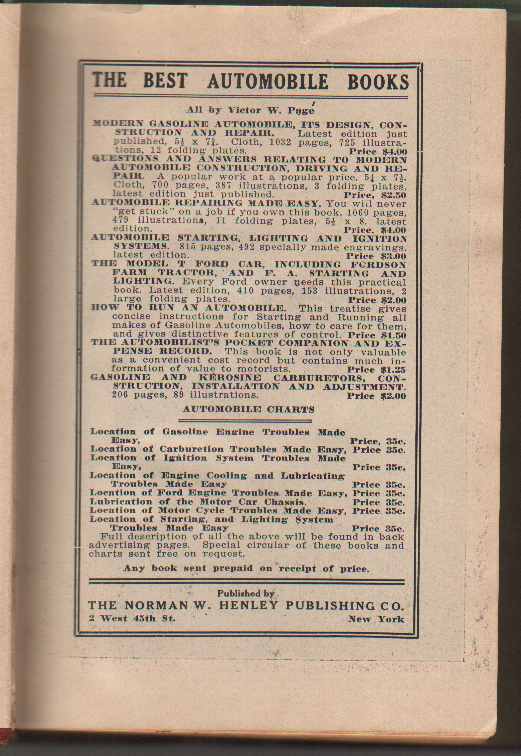 THE BEST AUTOMOBILE BOOKS
All by Victor W. Pagé
MODERN GASOLINE AUTOMOBILE, ITS DESIGN, CON-
STRUCTION AND REPAIR. Latest edition just
published, 5½ x 7½. Cloth, 1032 pages, 725 illustra-
tions, 12 folding plates. Price $4.00
QUESTIONS AND ANSWERS RELATING TO MODERN
AUTOMOBILE CONSTRUCTION, DRIVING AND RE-
PAIR. A popular work at a popular price, 5½ x 7½.
Cloth, 700 pages, 387 illustrations, 3 folding plates,
latest edition just published. Price, $2.50
AUTOMOBILE REPAIRING MADE EASY. You will never
"get stuck" on a job if you own this book. 1060 pages,
479 illustrations, 11 folding plates, 5½ x 8, latest
edition. Price. $4.00
AUTOMOBILE STARTING, LIGHTING AND IGNITION
SYSTEMS. 815 pages, 492 specially made engravings,
latest edition. Price $3.00
THE MODEL T FORD CAR, INCLUDING FORDSON
FARM TRACTOR, AND F. A. STARTING AND
LIGHTING. Every Ford owner needs this practical
book. Latest edition, 410 pages, 153 illustrations, 2
large folding plates. Price $2.00
HOW TO RUN AN AUTOMOBILE. This treatise gives
concise instructions for Starting and Running all
makes of Gasoline Automobiles, how to care for them,
and gives distinctive features of control. Price $1.50
THE AUTOMOBILIST'S POCKET COMPANION AND EX-
PENSE RECORD. This book is not only valuable
as a convenient cost record but contains much in-
formation of value to motorists. Price $1.25
GASOLINE AND KEROSINE CARBURETORS, CON-
STRUCTION, INSTALLATION AND ADJUSTMENT.
206 pages, 89 illustrations. Price $2.00
AUTOMOBILE CHARTS
Location of Gasoline Engine Troubles Made
Easy, Price, 35c.
Location of Carburetion Troubles Made Easy, Price 35c.
Location of Ignition System Troubles Made
Easy, Price 35c.
Location of Engine Cooling and Lubricating
Troubles Made Easy Price 35c.
Location of Ford Engine Troubles Made Easy, Price 35c.
Lubrication of the Motor Car Chassis. Price 35c.
Location of Motor Cycle Troubles Made Easy, Price 35c.
Location of Starting, and Lighting System
Troubles Made Easy Price 35c.
Full description of all the above will be found in back
advertising pages. Special circular of these books and
charts sent free on request.
Any book sent prepaid on receipt of price.
Published by
THE NORMAN W. HENLEY PUBLISHING CO.
2 West 45th St. New York